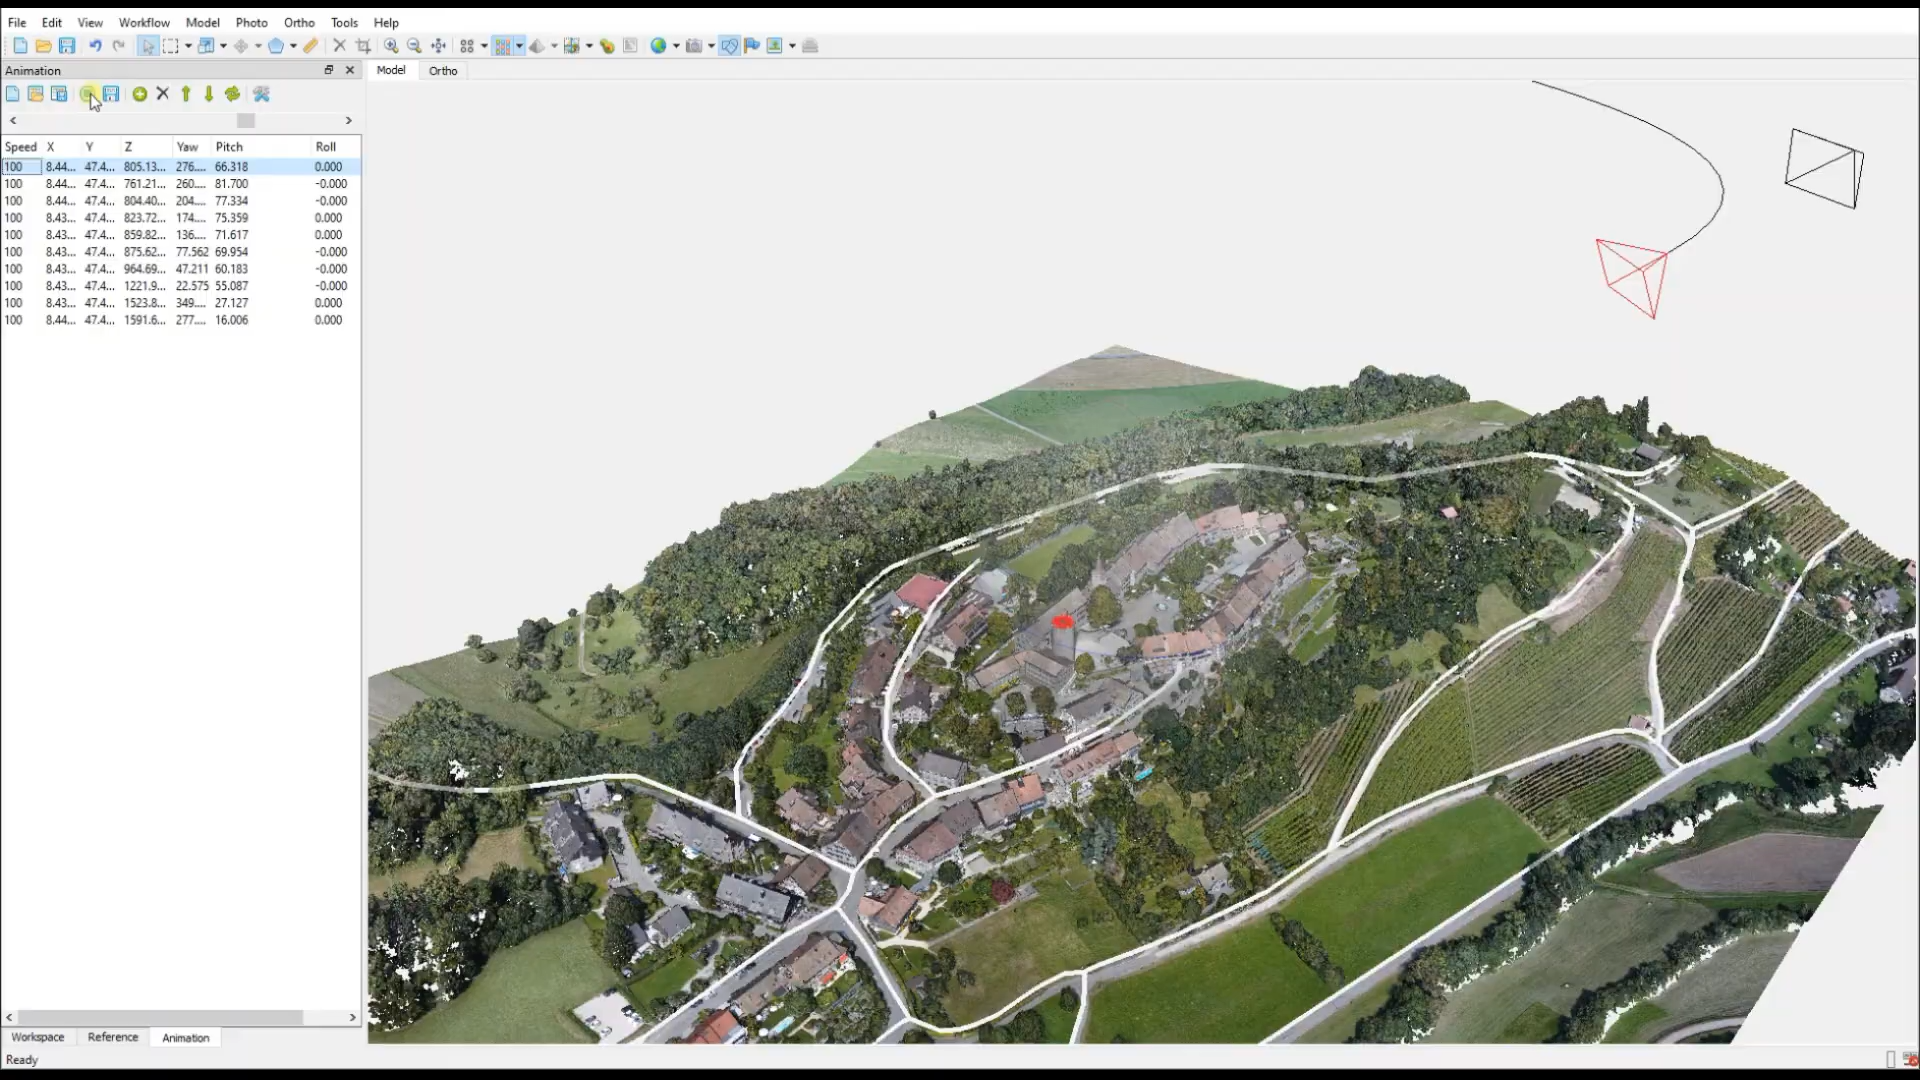 File Edit View Workflow Model Photo Ortho Tools Help
Animation
Model Ortho
Speed X Y Z Yaw Pitch Roll
100 8.44... 47.4... 805.13... 276.... 66.318 0.000
100 8.44... 47.4... 761.21... 260.... 81.700 -0.000
100 8.44... 47.4... 804.40... 204.... 77.334 -0.000
100 8.43... 47.4... 823.72... 174.... 75.359 0.000
100 8.43... 47.4... 859.82... 136.... 71.617 0.000
100 8.43... 47.4... 875.62... 77.562 69.954 -0.000
100 8.43... 47.4... 964.69... 47.211 60.183 -0.000
100 8.43... 47.4... 1221.9... 22.575 55.087 -0.000
100 8.43... 47.4... 1523.8... 349.... 27.127 0.000
100 8.44... 47.4... 1591.6... 277.... 16.006 0.000
Workspace Reference Animation
Ready